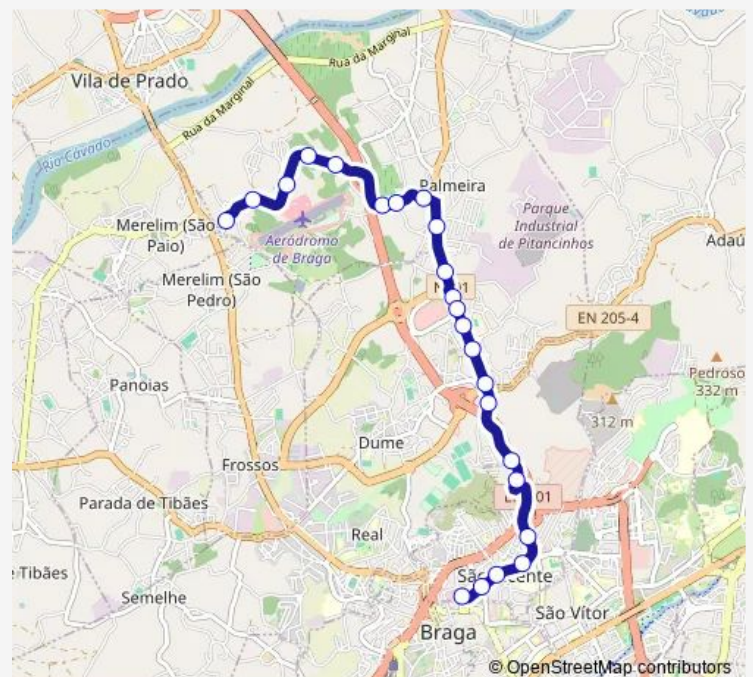 Rua da Marginal
Vila de Prado
Rua da Marginal
Rio Cávado
Palmeira
Merelim (São
Paio)
Aeródromo
de Braga
Parque
Industrial
de Pitancinhos
Adaú
Merelim (São
Pedro)
EN 205-4
Panoias
Pedroso
332 m
312 m
Dume
Frossos
Parada de Tibães
01
Real
e Tibães
Semelhe
São
ente
São Vítor
Braga
© OpenStreetMap contributors